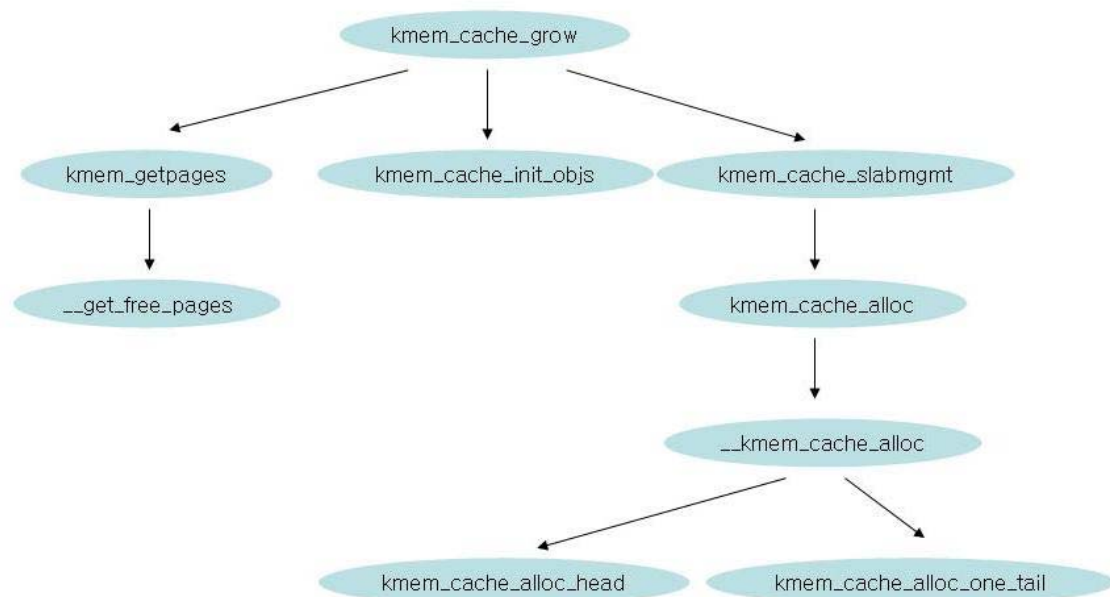 kmem_cache_grow
kmem_getpages
kmem_cache_init_objs
kmem_cache_slabmgmt
__get_free_pages
kmem_cache_alloc
__kmem_cache_alloc
kmem_cache_alloc_head
kmem_cache_alloc_one_tail